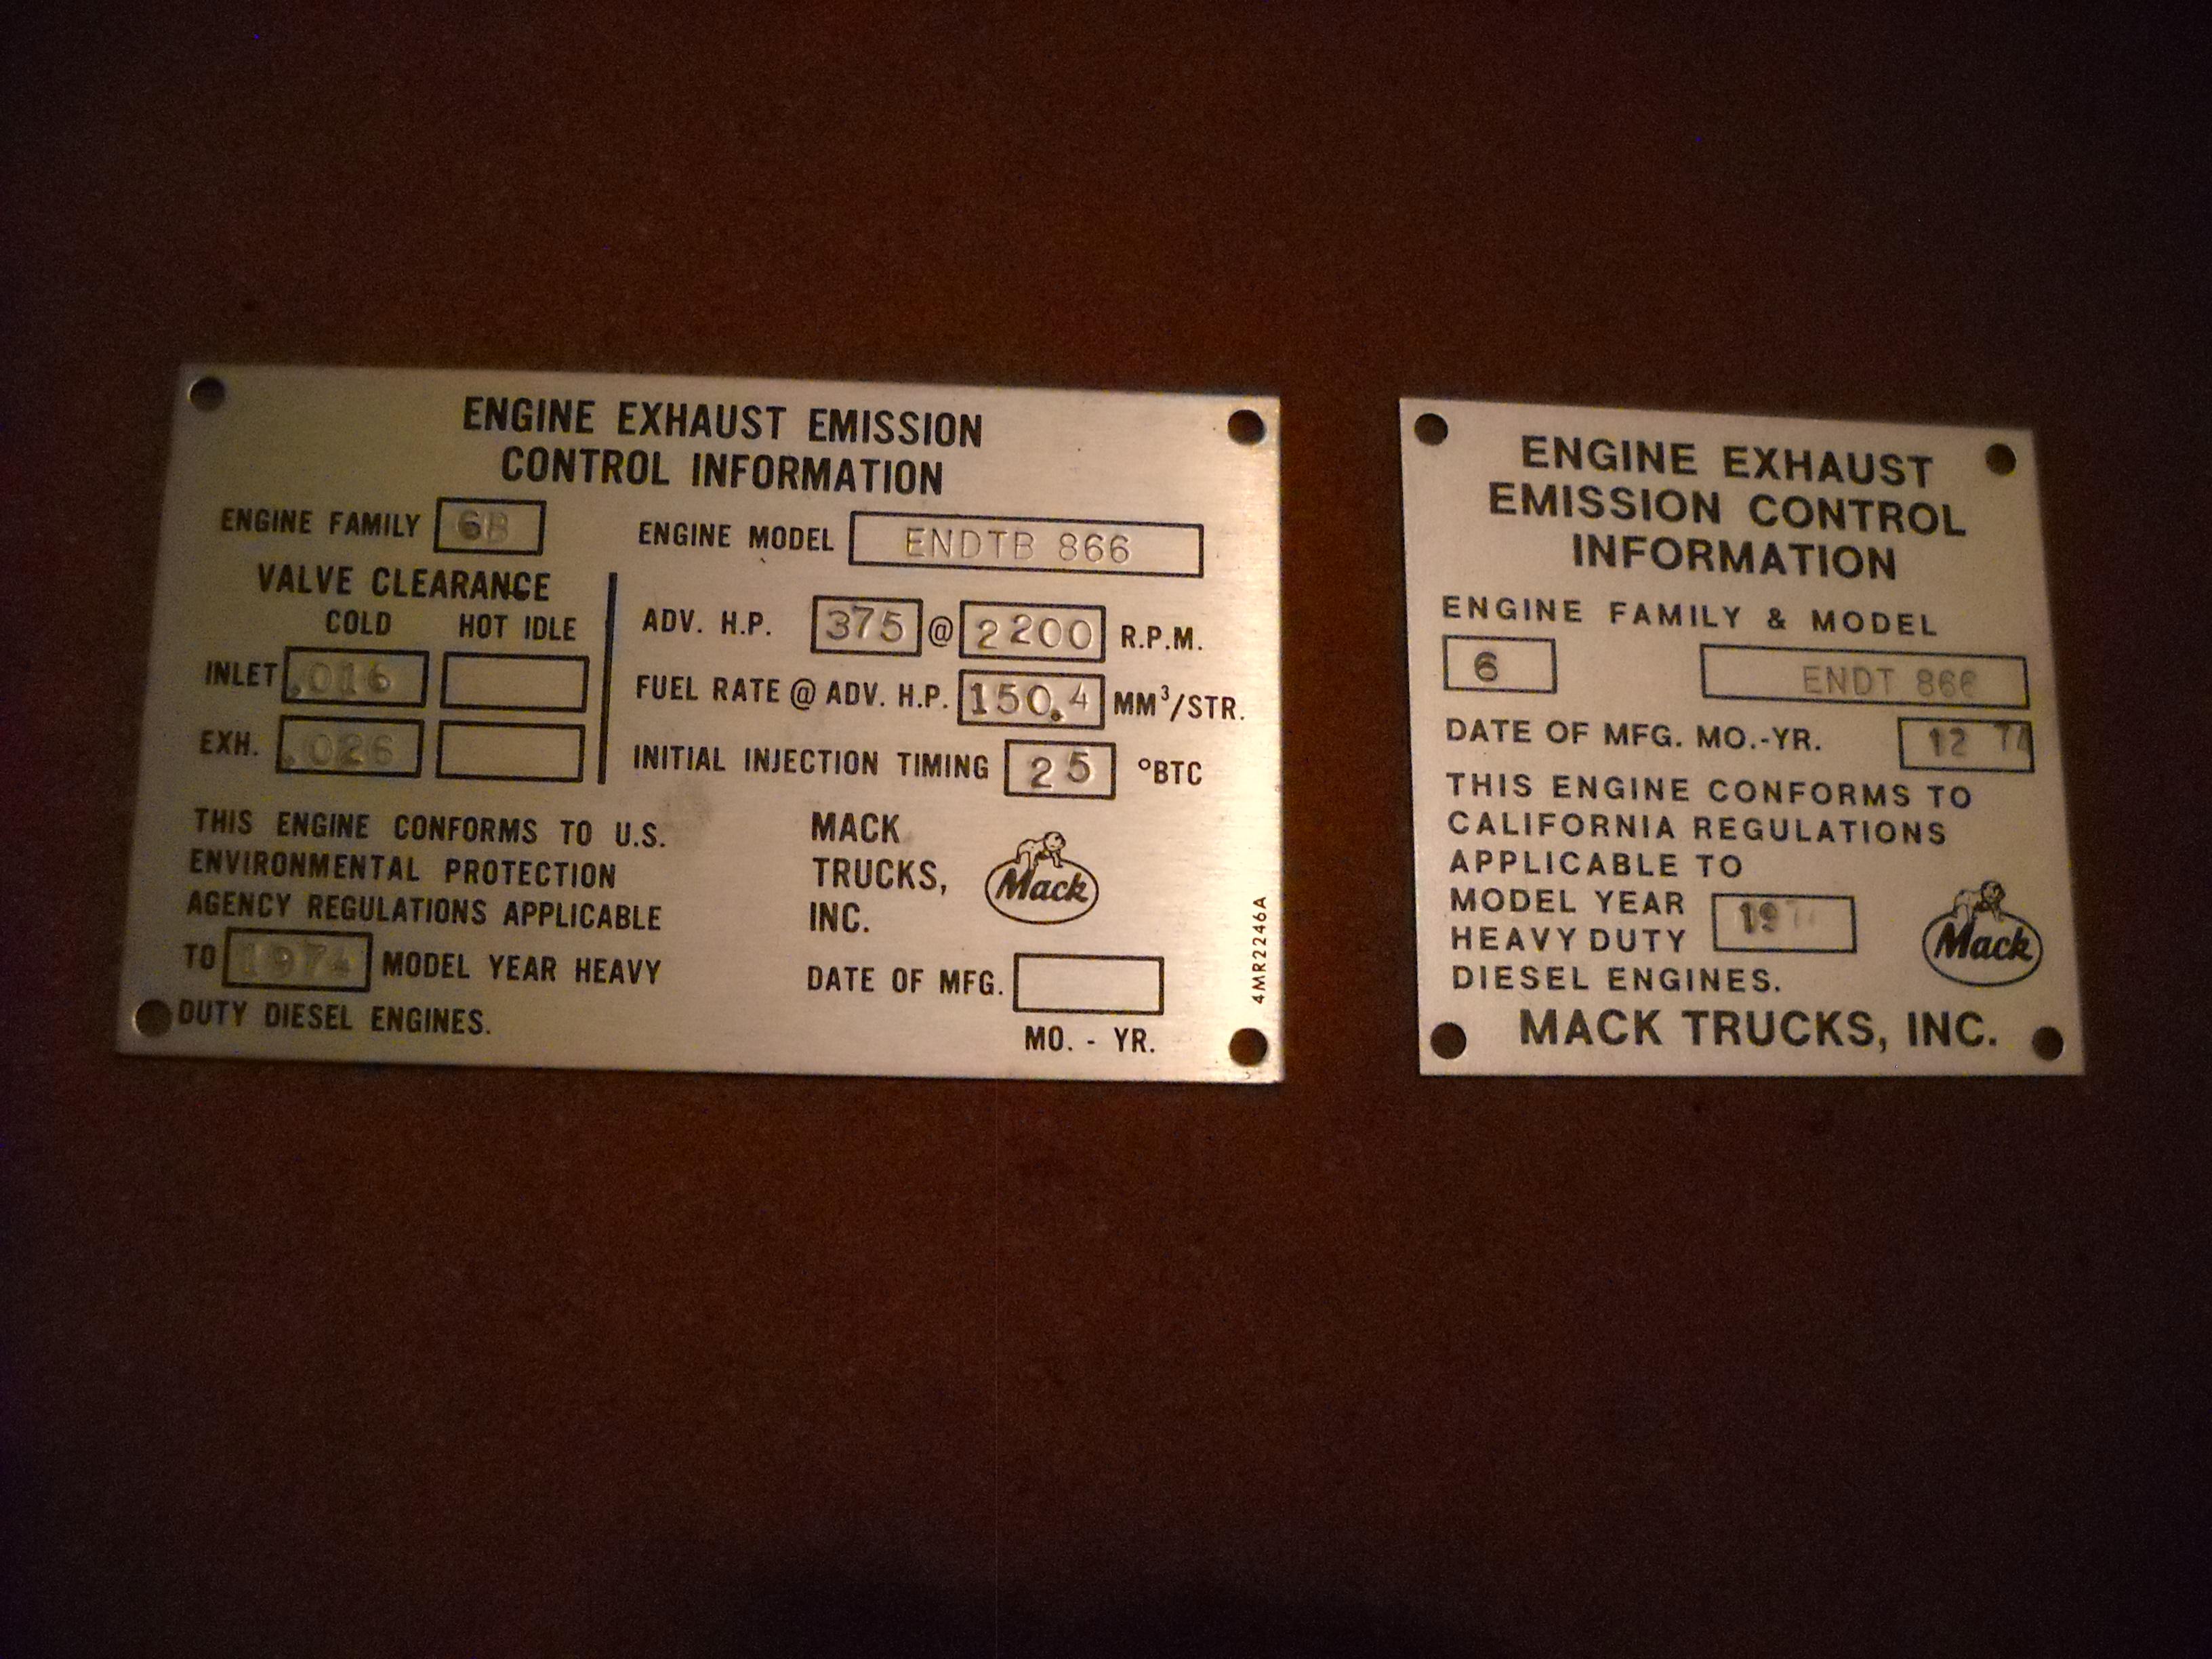 ENGINE EXHAUST EMISSION
CONTROL INFORMATION
ENGINE FAMILY 6B
ENGINE MODEL ENDTB 866
VALVE CLEARANCE
COLD HOT IDLE
INLET .016
EXH. .026
ADV. H.P. 375 @ 2200 R.P.M.
FUEL RATE @ ADV. H.P. 150.4 MM³/STR.
INITIAL INJECTION TIMING 25 °BTC
THIS ENGINE CONFORMS TO U.S.
ENVIRONMENTAL PROTECTION
AGENCY REGULATIONS APPLICABLE
TO 1974 MODEL YEAR HEAVY
DUTY DIESEL ENGINES.
MACK
TRUCKS,
INC.
Mack
DATE OF MFG.
MO. - YR.
4MR2246A
ENGINE EXHAUST
EMISSION CONTROL
INFORMATION
ENGINE FAMILY & MODEL
6 ENDT 866
DATE OF MFG. MO.-YR. 12
THIS ENGINE CONFORMS TO
CALIFORNIA REGULATIONS
APPLICABLE TO
MODEL YEAR
HEAVY DUTY
DIESEL ENGINES.
Mack
MACK TRUCKS, INC.